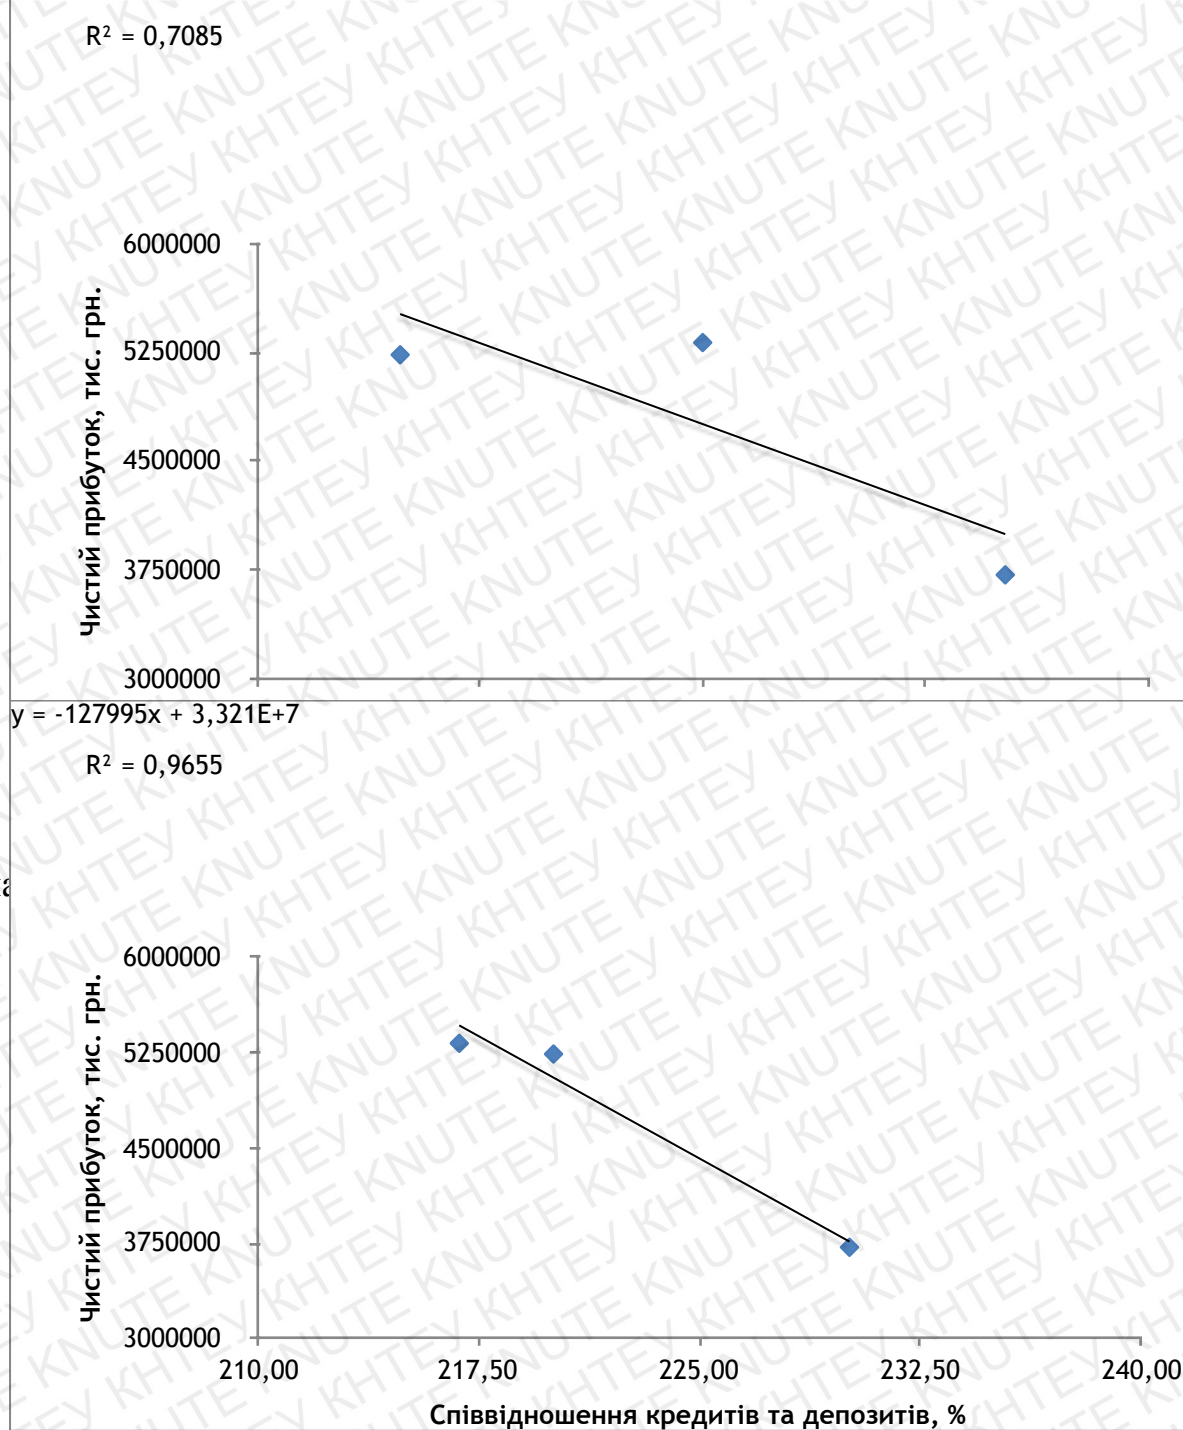 R² = 0,7085
6000000
5250000
4500000
3750000
3000000
Чистий прибуток, тис. грн.
y = -127995x + 3,321E+7
R² = 0,9655
6000000
5250000
4500000
3750000
3000000
Чистий прибуток, тис. грн.
210,00 217,50 225,00 232,50 240,00
Співвідношення кредитів та депозитів, %